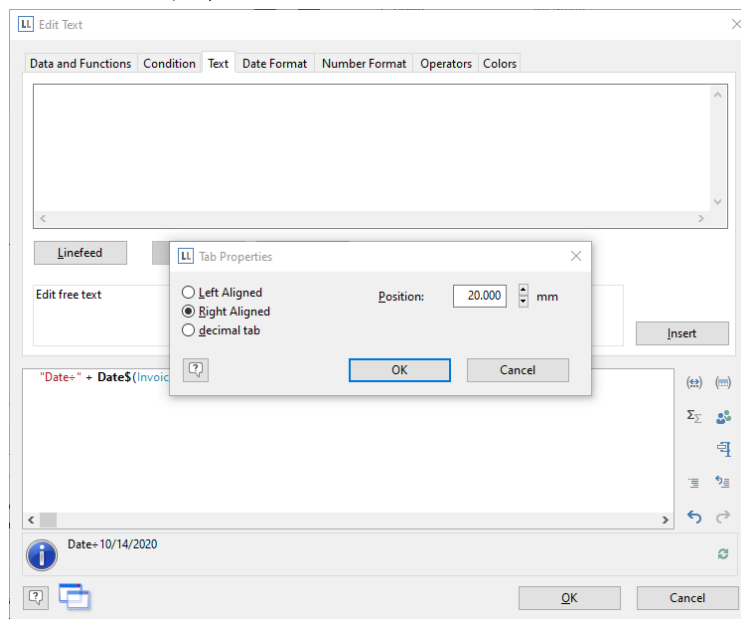 LL Edit Text
Data and Functions Condition Text Date Format Number Format Operators Colors
Linefeed
LL Tab Properties
Edit free text
Left Aligned
Position: 20.000 mm
Right Aligned
decimal tab
Insert
OK Cancel
"Date÷" + Date$(Invoic
Date÷10/14/2020
OK Cancel